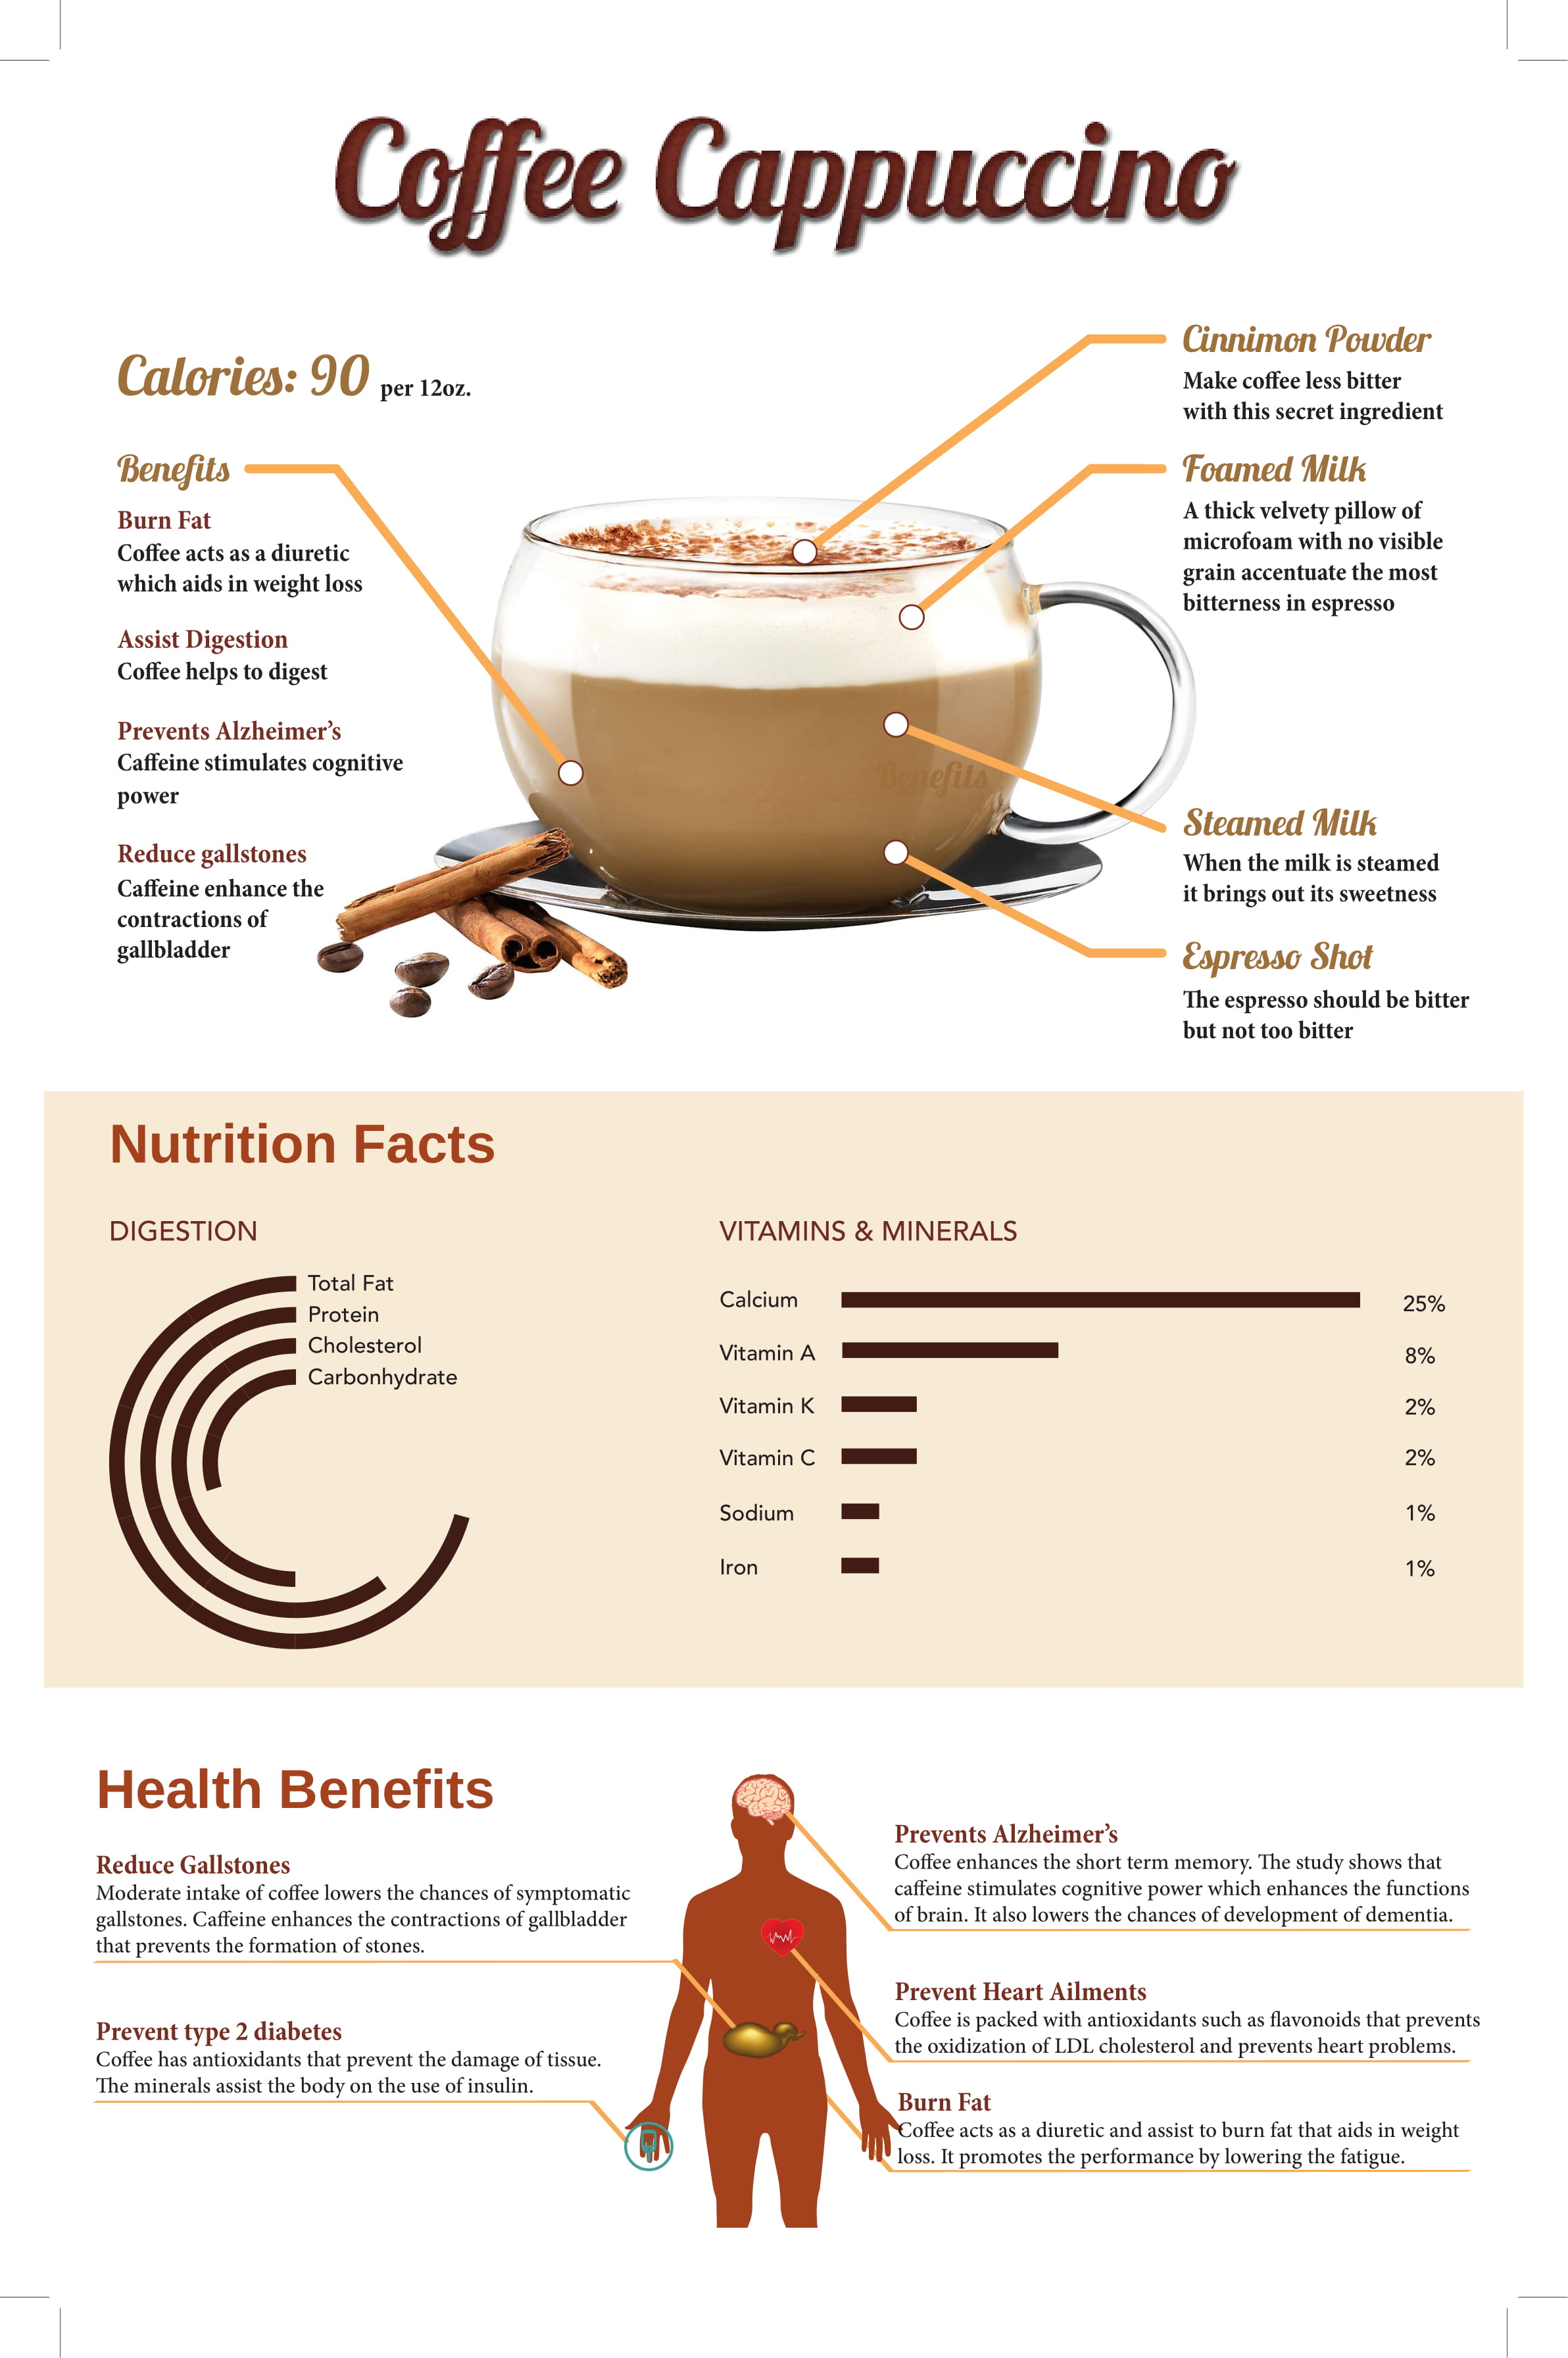 Coffee Cappuccino
Calories: 90 per 12oz.
Benefits
Burn Fat
Coffee acts as a diuretic
which aids in weight loss
Assist Digestion
Coffee helps to digest
Prevents Alzheimer’s
Caffeine stimulates cognitive
power
Reduce gallstones
Caffeine enhance the
contractions of
gallbladder
Cinnimon Powder
Make coffee less bitter
with this secret ingredient
Foamed Milk
A thick velvety pillow of
microfoam with no visible
grain accentuate the most
bitterness in espresso
Benefits
Steamed Milk
When the milk is steamed
it brings out its sweetness
Espresso Shot
The espresso should be bitter
but not too bitter
Nutrition Facts
DIGESTION
Total Fat
Protein
Cholesterol
Carbonhydrate
VITAMINS & MINERALS
Calcium 25%
Vitamin A 8%
Vitamin K 2%
Vitamin C 2%
Sodium 1%
Iron 1%
Health Benefits
Reduce Gallstones
Moderate intake of coffee lowers the chances of symptomatic
gallstones. Caffeine enhances the contractions of gallbladder
that prevents the formation of stones.
Prevent type 2 diabetes
Coffee has antioxidants that prevent the damage of tissue.
The minerals assist the body on the use of insulin.
Prevents Alzheimer’s
Coffee enhances the short term memory. The study shows that
caffeine stimulates cognitive power which enhances the functions
of brain. It also lowers the chances of development of dementia.
Prevent Heart Ailments
Coffee is packed with antioxidants such as flavonoids that prevents
the oxidization of LDL cholesterol and prevents heart problems.
Burn Fat
Coffee acts as a diuretic and assist to burn fat that aids in weight
loss. It promotes the performance by lowering the fatigue.